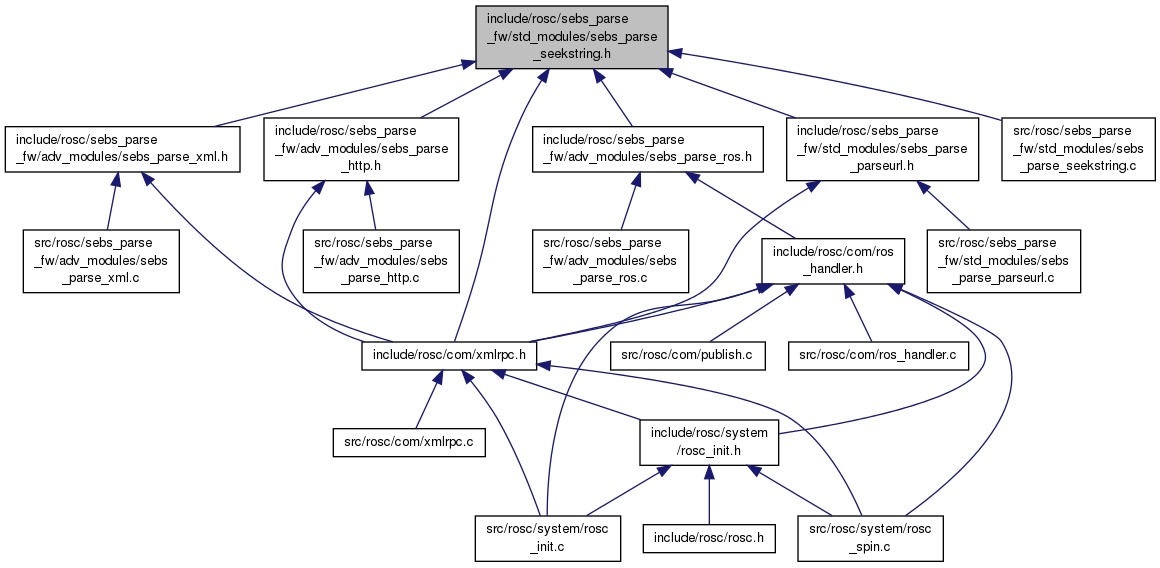 include/rosc/sebs_parse
_fw/std_modules/sebs_parse
_seekstring.h
include/rosc/sebs_parse
_fw/adv_modules/sebs_parse_xml.h
include/rosc/sebs_parse
_fw/adv_modules/sebs_parse
_http.h
include/rosc/sebs_parse
_fw/adv_modules/sebs_parse_ros.h
include/rosc/sebs_parse
_fw/std_modules/sebs_parse
_parseurl.h
src/rosc/sebs_parse
_fw/std_modules/sebs
_parse_seekstring.c
src/rosc/sebs_parse
_fw/adv_modules/sebs
_parse_xml.c
src/rosc/sebs_parse
_fw/adv_modules/sebs
_parse_http.c
src/rosc/sebs_parse
_fw/adv_modules/sebs
_parse_ros.c
include/rosc/com/ros
_handler.h
src/rosc/sebs_parse
_fw/std_modules/sebs
_parse_parseurl.c
include/rosc/com/xmlrpc.h
src/rosc/com/publish.c
src/rosc/com/ros_handler.c
src/rosc/com/xmlrpc.c
include/rosc/system
/rosc_init.h
src/rosc/system/rosc
_init.c
include/rosc/rosc.h
src/rosc/system/rosc
_spin.c